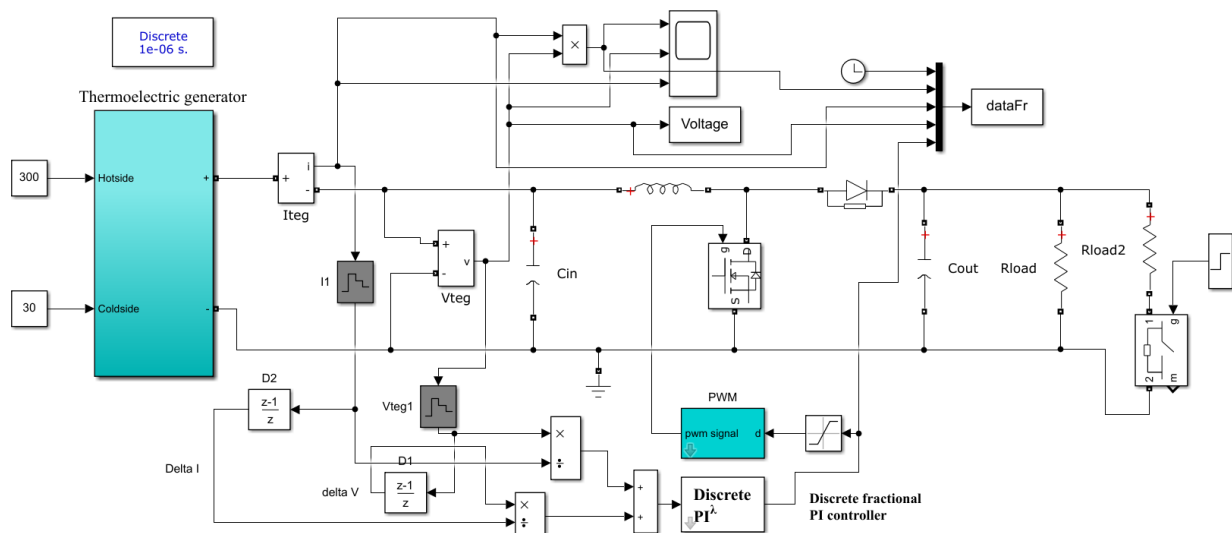 Discrete
1e-06 s.
Thermoelectric generator
300
Hotside
+
30
Coldside
-
+
i
-
Iteg
I1
+
v
-
Vteg
Cin
×
Voltage
dataFr
g
D
S
Cout
Rload
Rload2
1
g
2
m
D2
z-1
z
Delta I
Vteg1
D1
z-1
z
delta V
×
÷
×
÷
+
+
PWM
pwm signal
d
Discrete
PI^λ
Discrete fractional
PI controller